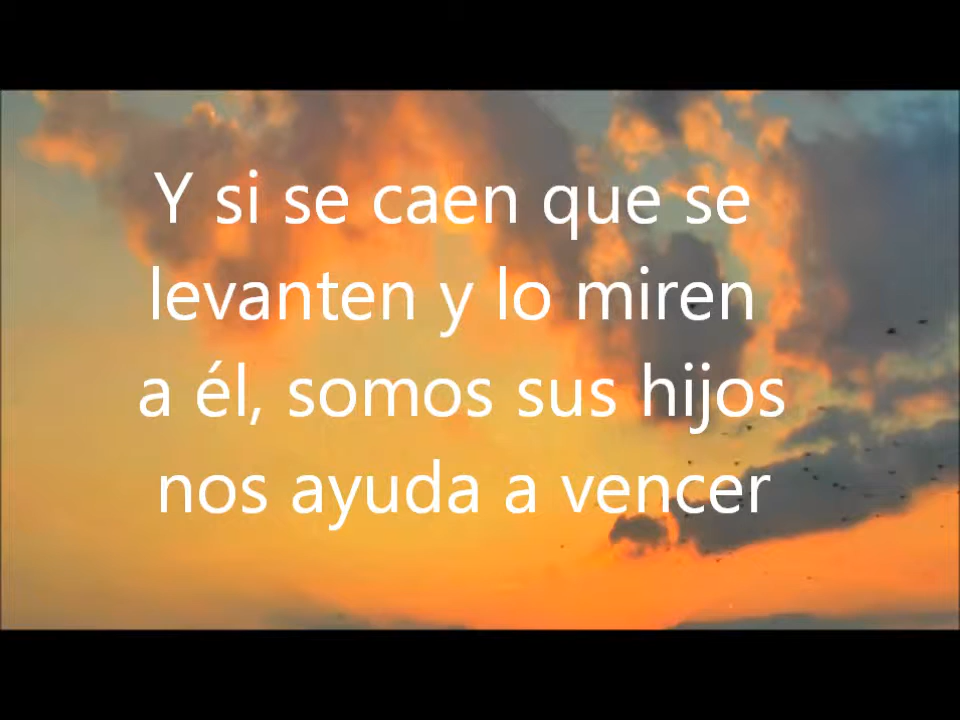 Y si se caen que se
levanten y lo miren
a él, somos sus hijos
nos ayuda a vencer